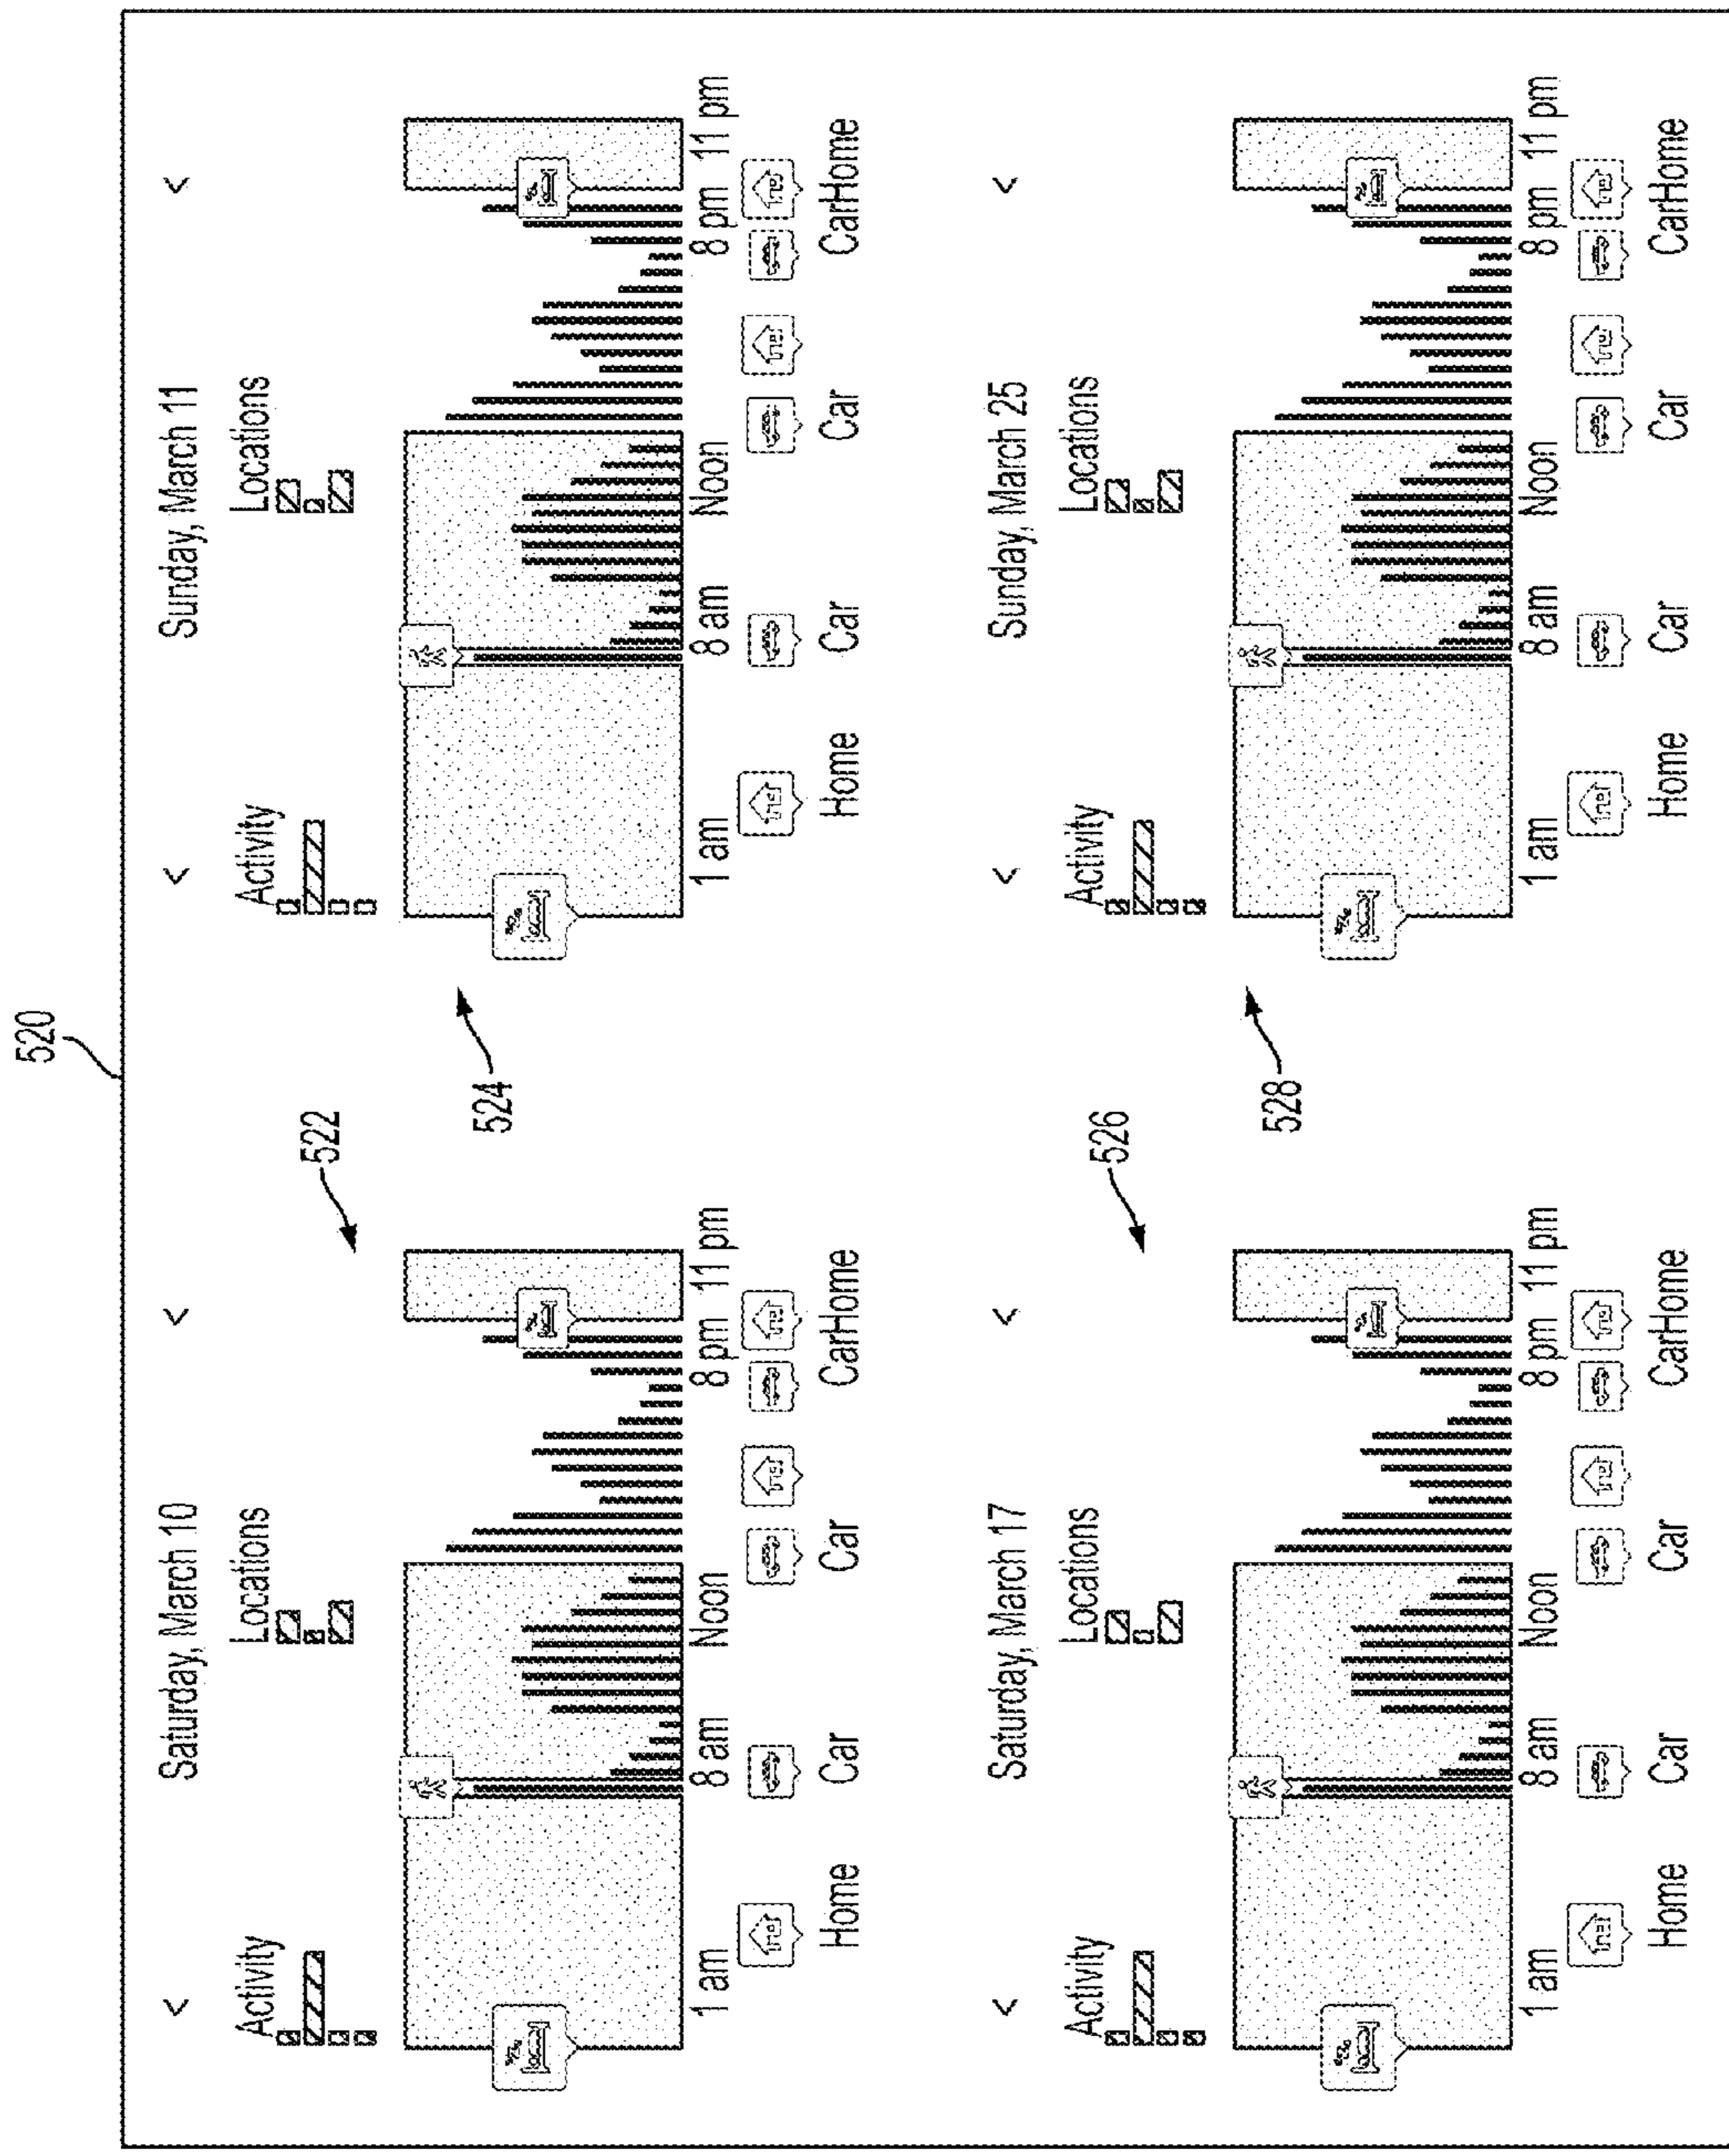 520
Saturday, March 10
< <
Activity Locations
522
1 am 8 am Noon 8 pm 11 pm
Home Car Car CarHome
Sunday, March 11
< <
Activity Locations
524
1 am 8 am Noon 8 pm 11 pm
Home Car Car CarHome
Saturday, March 17
< <
Activity Locations
526
1 am 8 am Noon 8 pm 11 pm
Home Car Car CarHome
Sunday, March 25
< <
Activity Locations
528
1 am 8 am Noon 8 pm 11 pm
Home Car Car CarHome